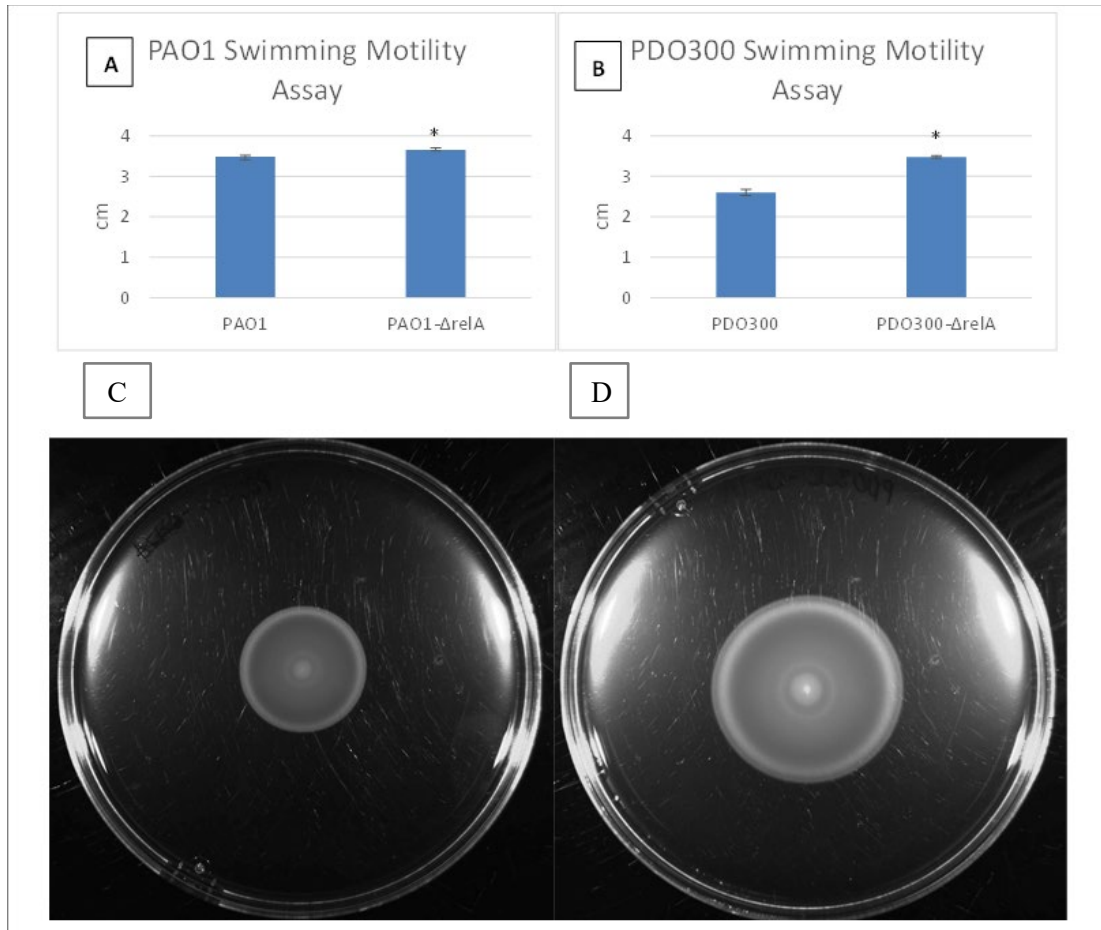 A
PAO1 Swimming Motility
Assay
*
4
3
2
1
0
cm
PAO1
PAO1-ΔrelA
B
PDO300 Swimming Motility
Assay
*
4
3
2
1
0
cm
PDO300
PDO300-ΔrelA
C
D